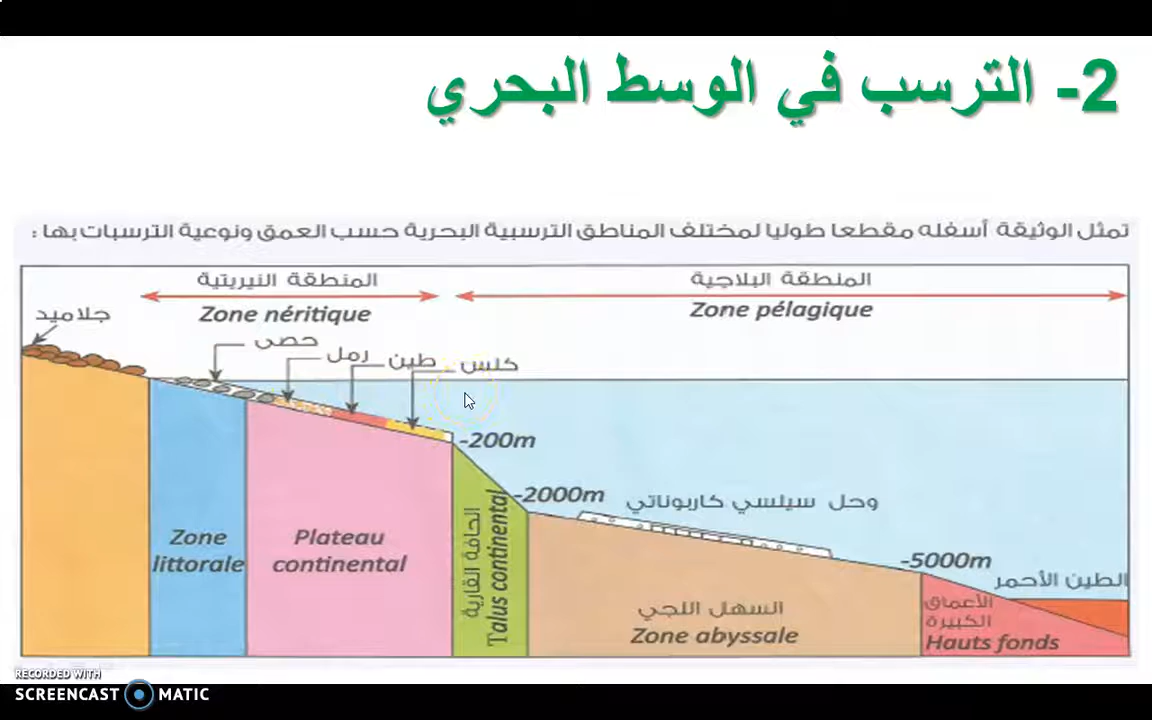 2- الترسب في الوسط البحري
تمثل الوثيقة أسفله مقطعا طوليا لمختلف المناطق الترسبية البحرية حسب العمق ونوعية الترسبات بها :
المنطقة النيريتية
المنطقة البلاجية
Zone néritique
Zone pélagique
جلاميد
حصى
رمل
طين
كلس
-200m
-2000m
وحل سيلسي كاربوناتي
-5000m
الطين الأحمر
Zone
littorale
Plateau
continental
الحافة القارية
Talus continental
السهل اللجي
Zone abyssale
الأعماق
الكبيرة
Hauts fonds
RECORDED WITH
SCREENCAST MATIC